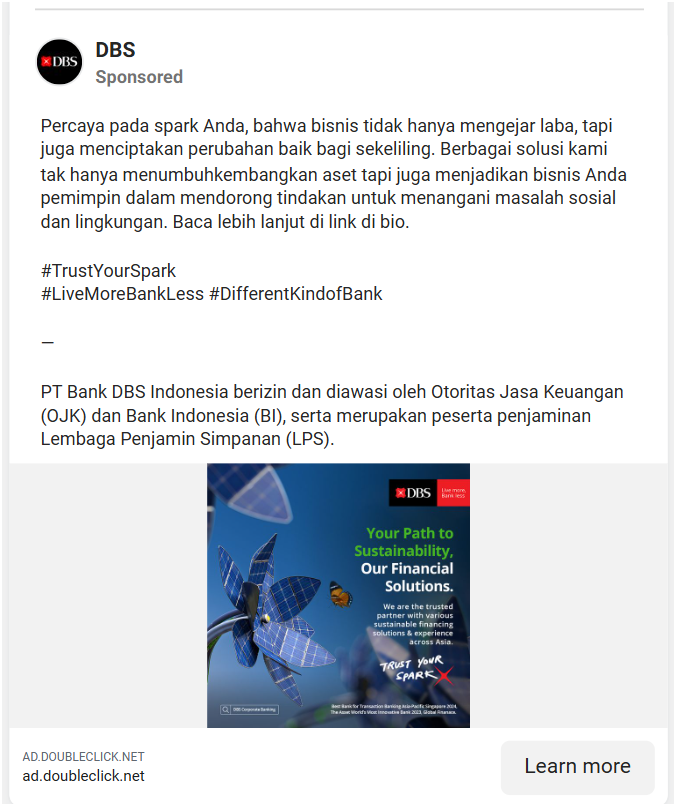 DBS
DBS
Sponsored
Percaya pada spark Anda, bahwa bisnis tidak hanya mengejar laba, tapi
juga menciptakan perubahan baik bagi sekeliling. Berbagai solusi kami
tak hanya menumbuhkembangkan aset tapi juga menjadikan bisnis Anda
pemimpin dalam mendorong tindakan untuk menangani masalah sosial
dan lingkungan. Baca lebih lanjut di link di bio.
#TrustYourSpark
#LiveMoreBankLess #DifferentKindofBank
—
PT Bank DBS Indonesia berizin dan diawasi oleh Otoritas Jasa Keuangan
(OJK) dan Bank Indonesia (BI), serta merupakan peserta penjaminan
Lembaga Penjamin Simpanan (LPS).
DBS
Live more,
Bank less
Your Path to
Sustainability,
Our Financial
Solutions.
We are the trusted
partner with various
sustainable financing
solutions & experience
across Asia.
TRUST YOUR
SPARK
DBS Corporate Banking
Best Bank for Transaction Banking Asia-Pacific Singapore 2024,
The Asset World's Most Innovative Bank 2023, Global Finanace.
AD.DOUBLECLICK.NET
ad.doubleclick.net
Learn more